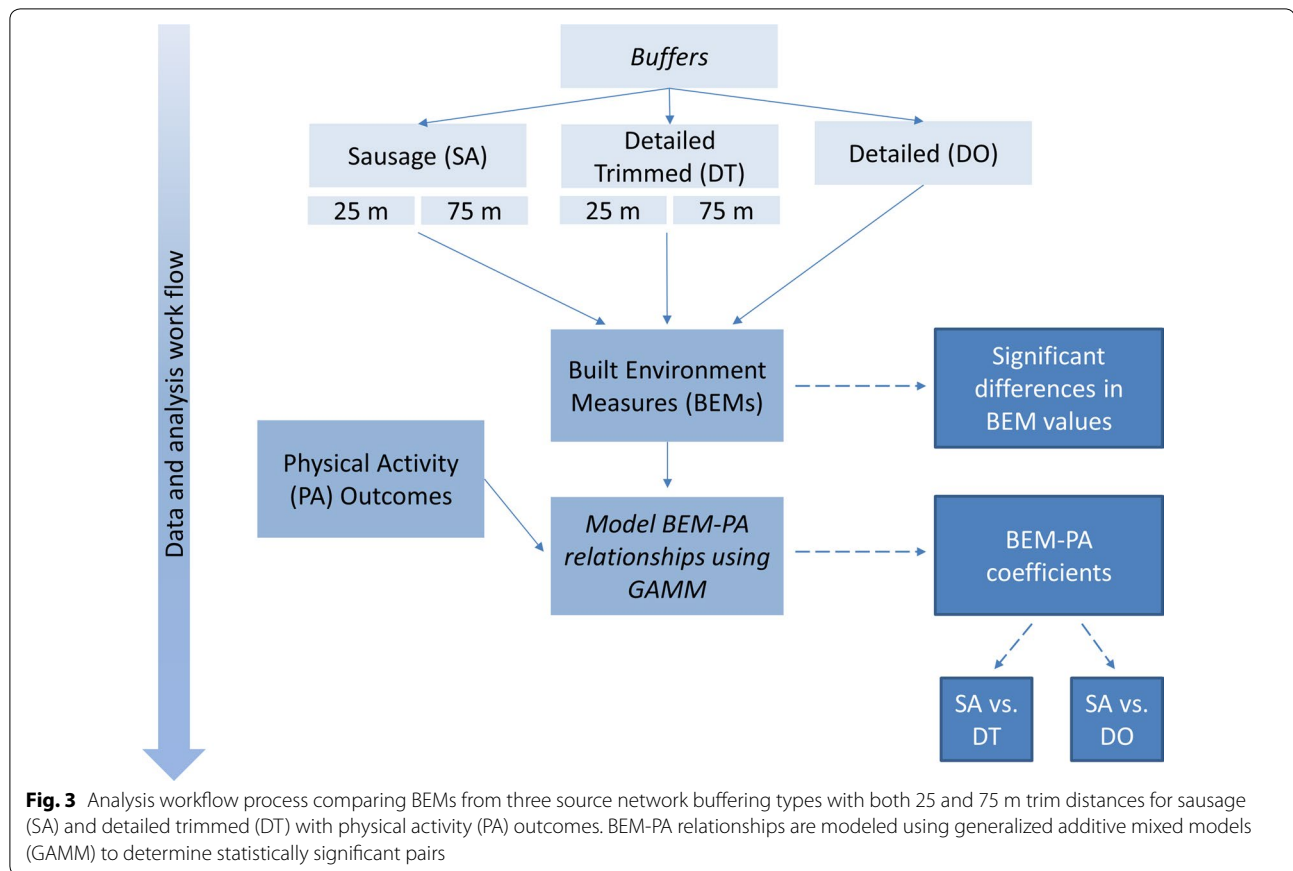 Data and analysis work flow
Buffers
Sausage (SA)
25 m
75 m
Detailed
Trimmed (DT)
25 m
75 m
Detailed (DO)
Built Environment
Measures (BEMs)
Significant
differences in
BEM values
Physical Activity
(PA) Outcomes
Model BEM-PA
relationships using
GAMM
BEM-PA
coefficients
SA vs.
DT
SA vs.
DO
Fig. 3 Analysis workflow process comparing BEMs from three source network buffering types with both 25 and 75 m trim distances for sausage
(SA) and detailed trimmed (DT) with physical activity (PA) outcomes. BEM-PA relationships are modeled using generalized additive mixed models
(GAMM) to determine statistically significant pairs